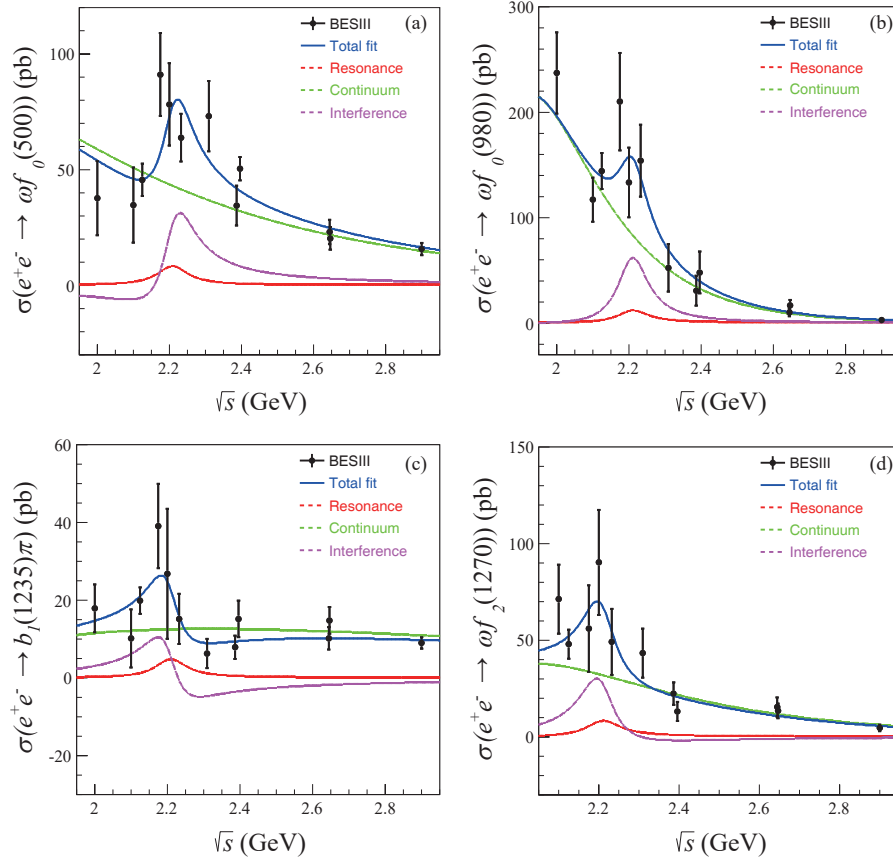 (a)
BESIII
Total fit
Resonance
Continuum
Interference
σ(e⁺e⁻ → ωf₀(500)) (pb)
100
50
0
2 2.2 2.4 2.6 2.8
√s (GeV)
(b)
BESIII
Total fit
Resonance
Continuum
Interference
σ(e⁺e⁻ → ωf₀(980)) (pb)
300
200
100
0
2 2.2 2.4 2.6 2.8
√s (GeV)
(c)
BESIII
Total fit
Resonance
Continuum
Interference
σ(e⁺e⁻ → b₁(1235)π) (pb)
60
40
20
0
-20
2 2.2 2.4 2.6 2.8
√s (GeV)
(d)
BESIII
Total fit
Resonance
Continuum
Interference
σ(e⁺e⁻ → ωf₂(1270)) (pb)
150
100
50
0
2.2 2.4 2.6 2.8
√s (GeV)